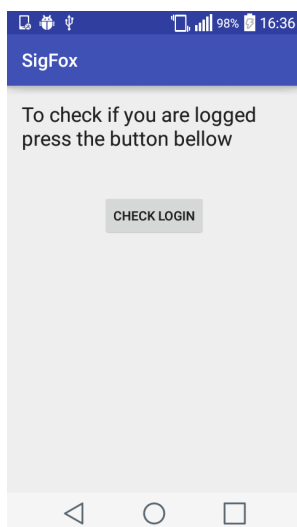 98% 16:36
SigFox
To check if you are logged
press the button bellow
CHECK LOGIN